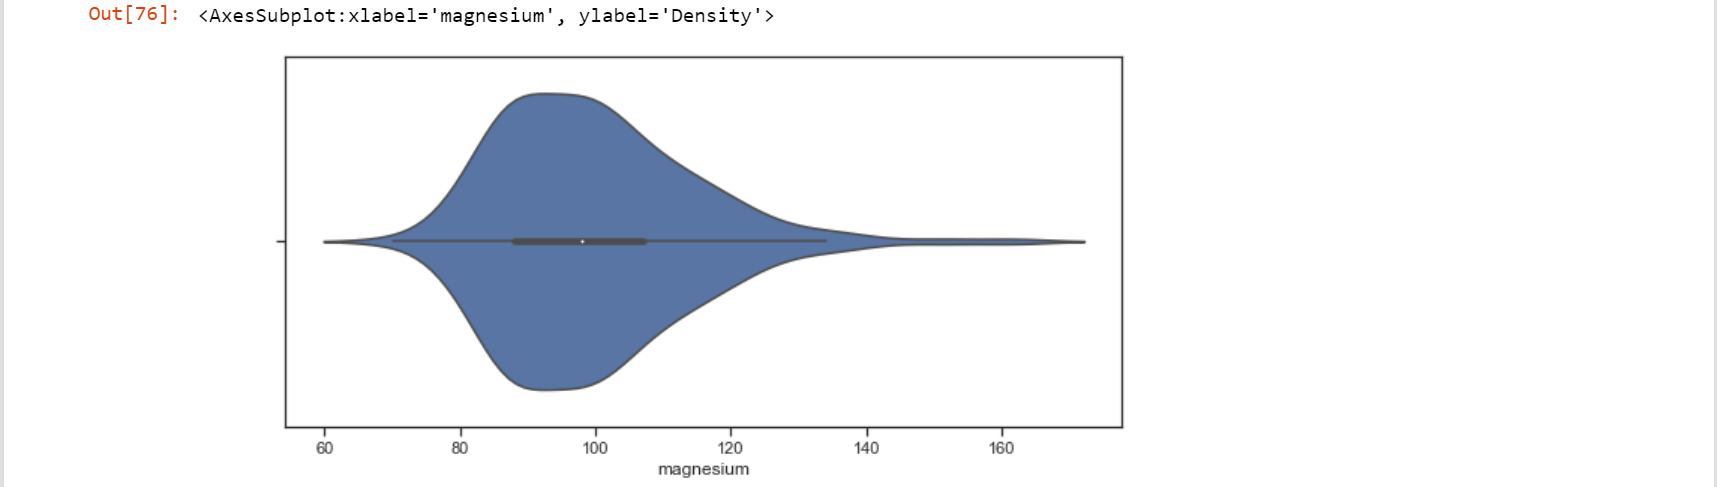 Out[76]: <AxesSubplot:xlabel='magnesium', ylabel='Density'>
60 80 100 120 140 160
magnesium